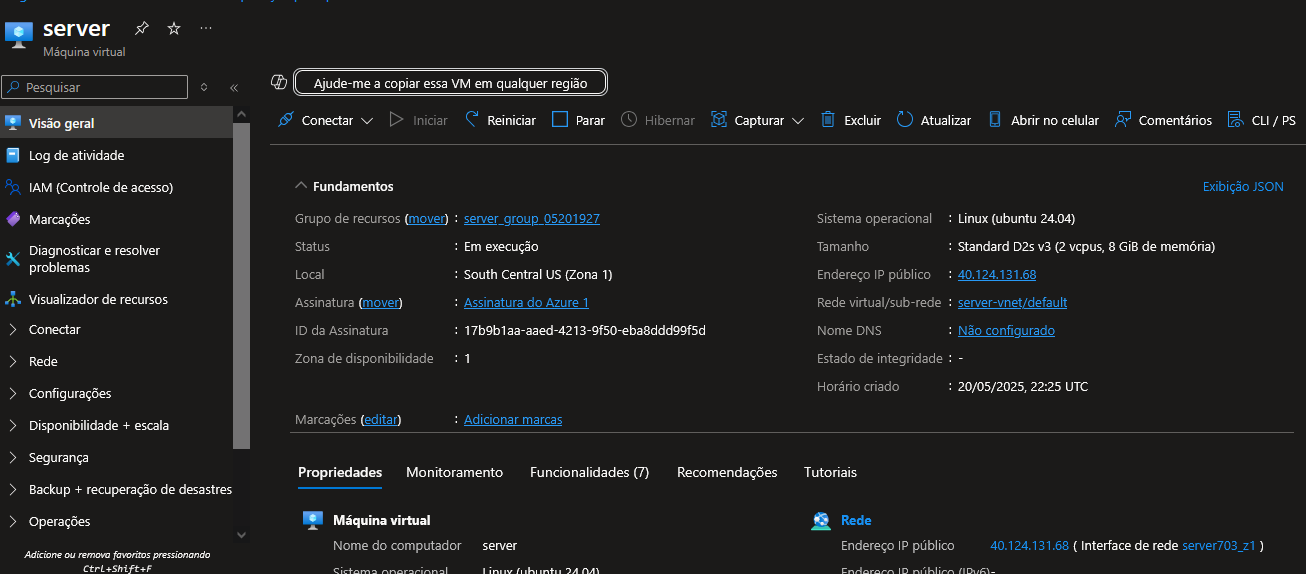 server
Máquina virtual
Pesquisar
Visão geral
Log de atividade
IAM (Controle de acesso)
Marcações
Diagnosticar e resolver
problemas
Visualizador de recursos
Conectar
Rede
Configurações
Disponibilidade + escala
Segurança
Backup + recuperação de desastres
Operações
Adicione ou remova favoritos pressionando
Ctrl+Shift+F
Ajude-me a copiar essa VM em qualquer região
Conectar Iniciar Reiniciar Parar Hibernar Capturar Excluir Atualizar Abrir no celular Comentários CLI / PS
Fundamentos
Exibição JSON
Grupo de recursos (mover) : server_group_05201927
Status : Em execução
Local : South Central US (Zona 1)
Assinatura (mover) : Assinatura do Azure 1
ID da Assinatura : 17b9b1aa-aaed-4213-9f50-eba8ddd99f5d
Zona de disponibilidade : 1
Sistema operacional : Linux (ubuntu 24.04)
Tamanho : Standard D2s v3 (2 vcpus, 8 GiB de memória)
Endereço IP público : 40.124.131.68
Rede virtual/sub-rede : server-vnet/default
Nome DNS : Não configurado
Estado de integridade : -
Horário criado : 20/05/2025, 22:25 UTC
Marcações (editar) : Adicionar marcas
Propriedades Monitoramento Funcionalidades (7) Recomendações Tutoriais
Máquina virtual
Nome do computador server
Sistema operacional Linux (ubuntu 24.04)
Rede
Endereço IP público 40.124.131.68 ( Interface de rede server703_z1 )
Endereço IP público (IPv6) -